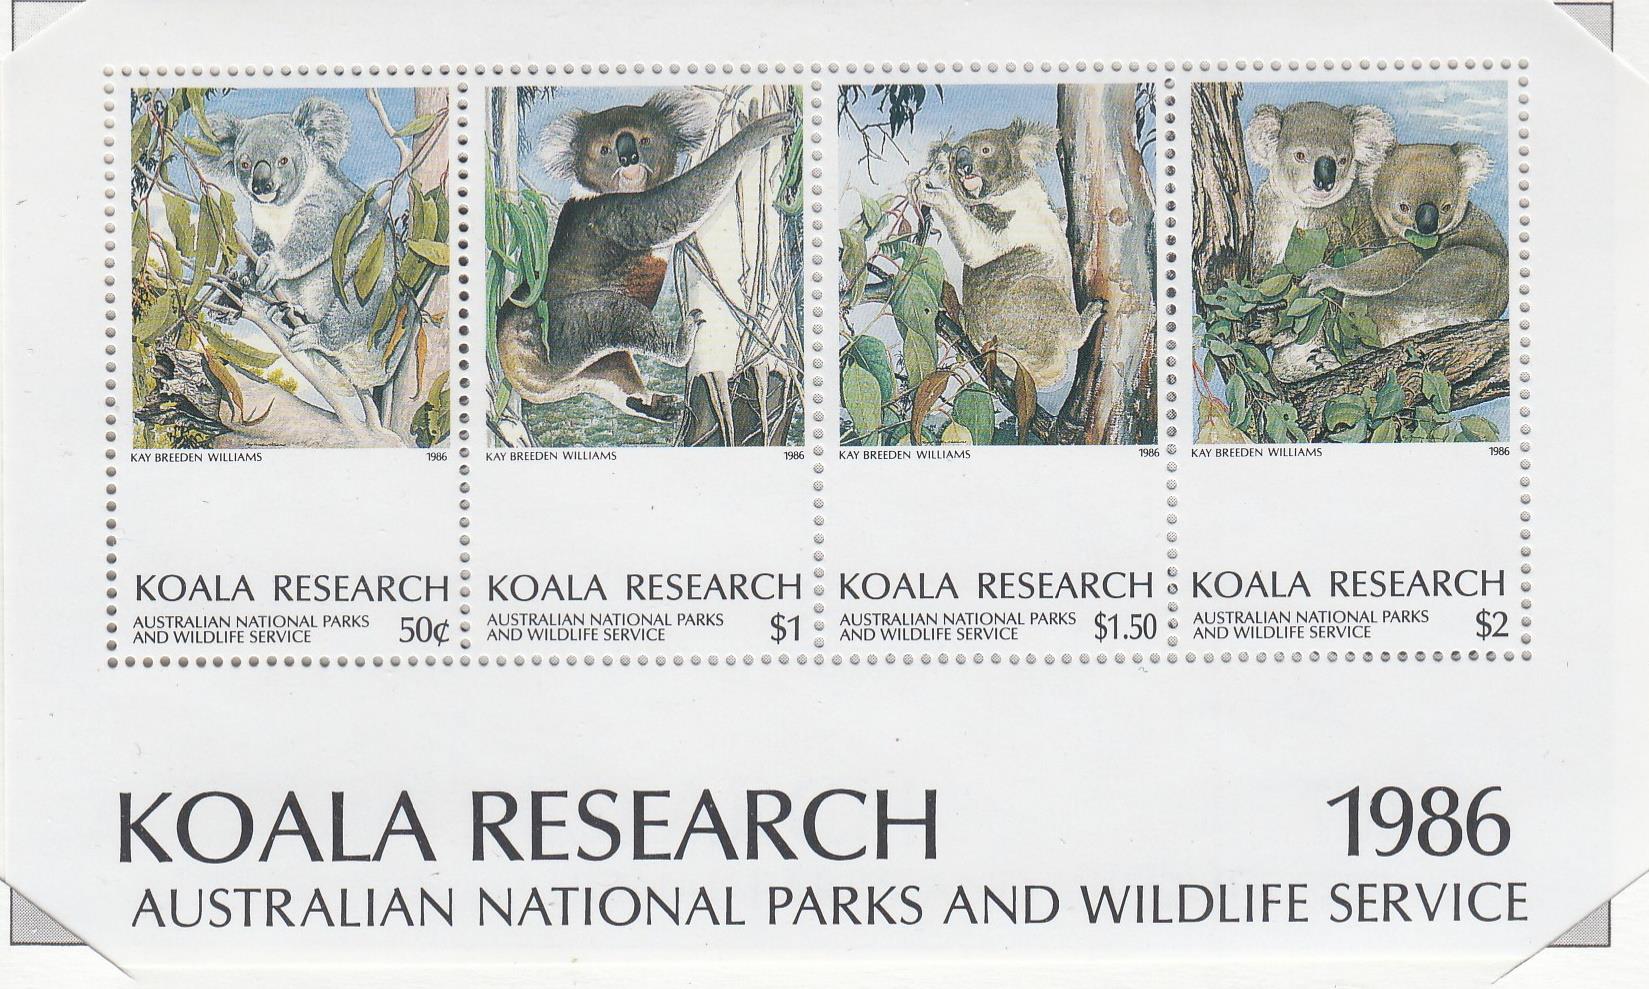 KAY BREEDEN WILLIAMS 1986
KOALA RESEARCH
AUSTRALIAN NATIONAL PARKS
AND WILDLIFE SERVICE 50¢
KAY BREEDEN WILLIAMS 1986
KOALA RESEARCH
AUSTRALIAN NATIONAL PARKS
AND WILDLIFE SERVICE $1
KAY BREEDEN WILLIAMS 1986
KOALA RESEARCH
AUSTRALIAN NATIONAL PARKS
AND WILDLIFE SERVICE $1.50
KAY BREEDEN WILLIAMS 1986
KOALA RESEARCH
AUSTRALIAN NATIONAL PARKS
AND WILDLIFE SERVICE $2
KOALA RESEARCH 1986
AUSTRALIAN NATIONAL PARKS AND WILDLIFE SERVICE